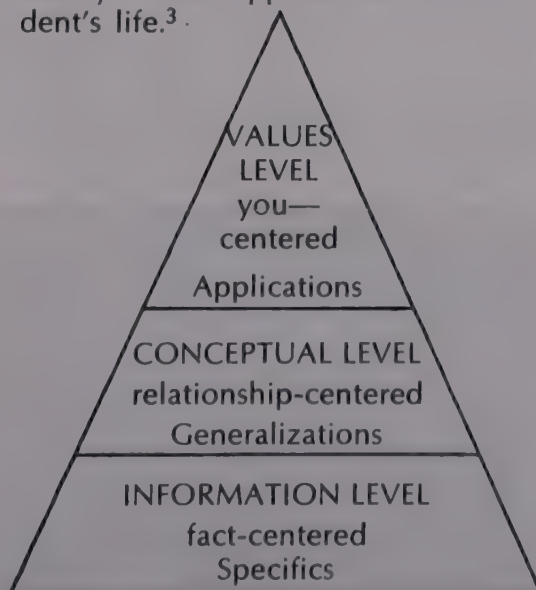 dent's life.³
VALUES
LEVEL
you—
centered
Applications
CONCEPTUAL LEVEL
relationship-centered
Generalizations
INFORMATION LEVEL
fact-centered
Specifics